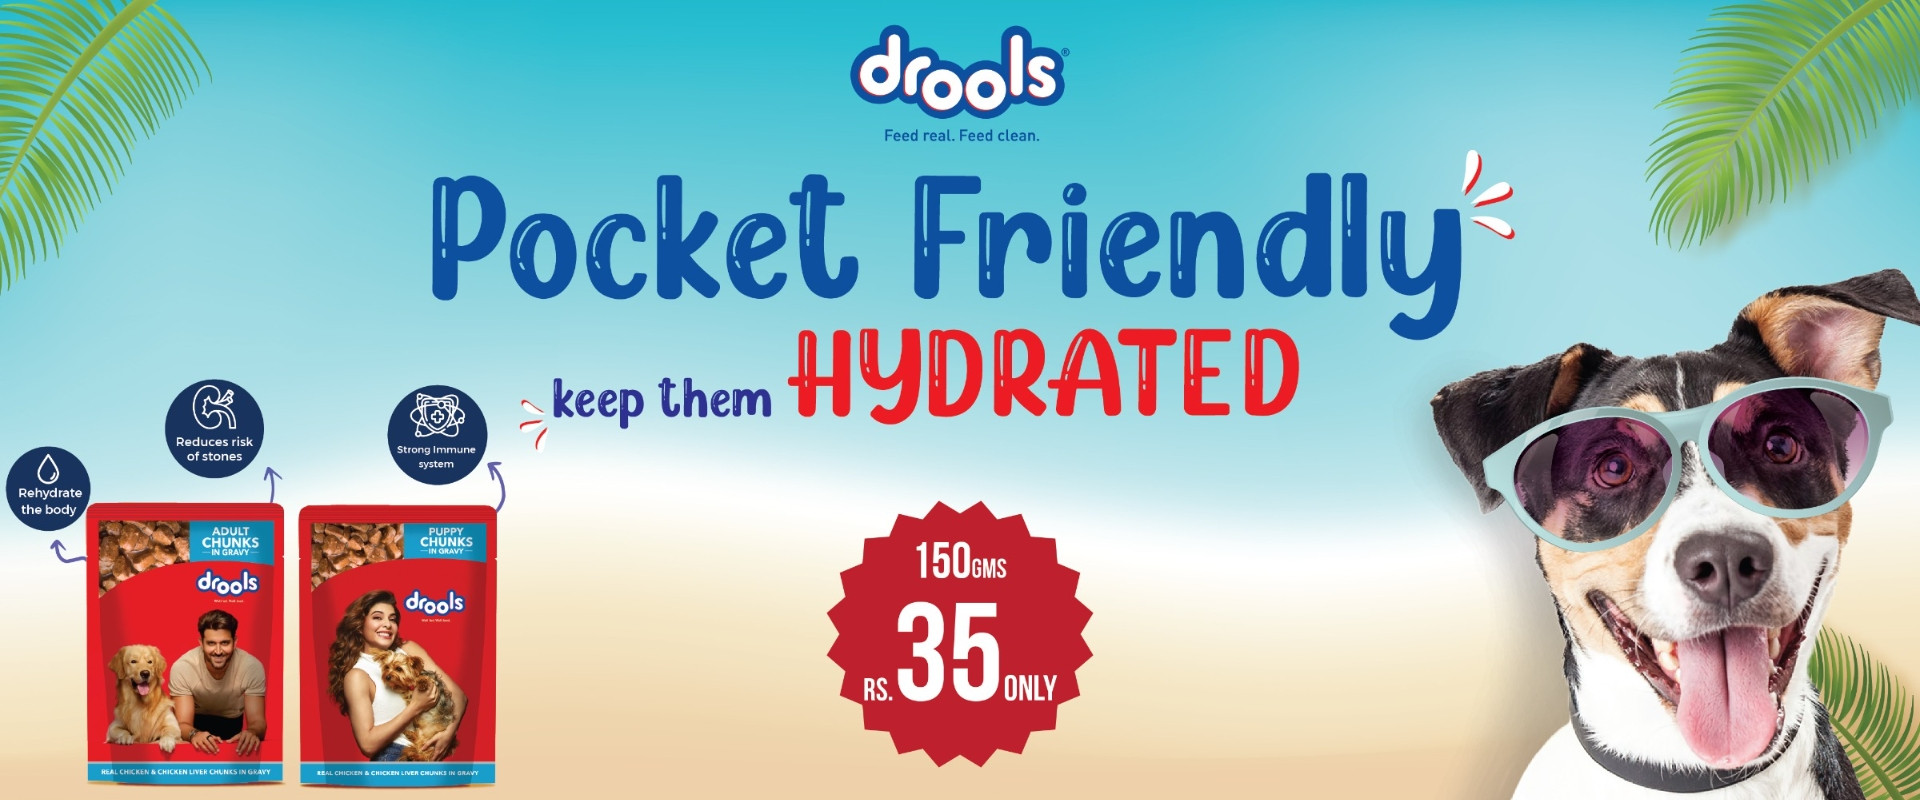 drools®
Feed real. Feed clean.
Pocket Friendly
keep them HYDRATED
Rehydrate
the body
Reduces risk
of stones
Strong Immune
system
ADULT
CHUNKS
IN GRAVY
drools
REAL CHICKEN & CHICKEN LIVER CHUNKS IN GRAVY
PUPPY
CHUNKS
IN GRAVY
drools
REAL CHICKEN & CHICKEN LIVER CHUNKS IN GRAVY
150GMS
RS. 35 ONLY